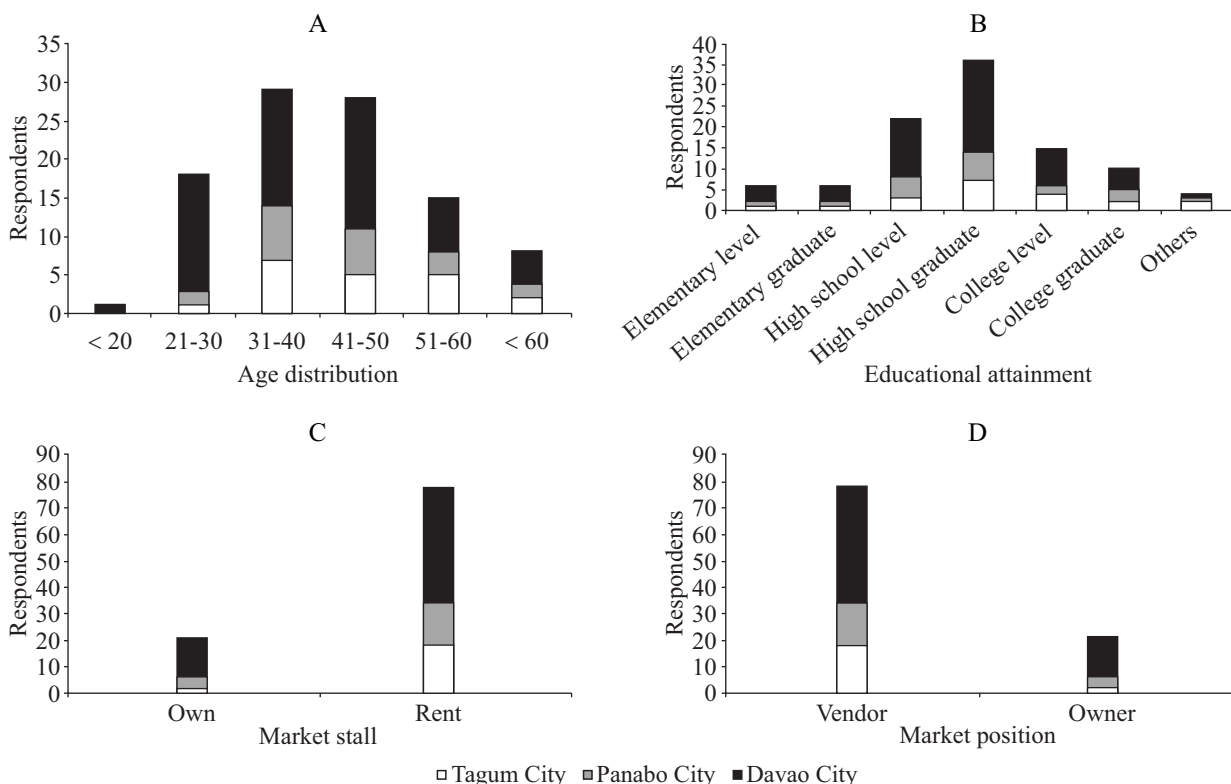 A
35
30
25
20
15
10
5
0
Respondents
< 20 21-30 31-40 41-50 51-60 < 60
Age distribution
B
40
35
30
25
20
15
10
5
0
Respondents
Elementary level
Elementary graduate
High school level
High school graduate
College level
College graduate
Others
Educational attainment
C
90
80
70
60
50
40
30
20
10
0
Respondents
Own Rent
Market stall
D
90
80
70
60
50
40
30
20
10
0
Respondents
Vendor Owner
Market position
Tagum City Panabo City Davao City